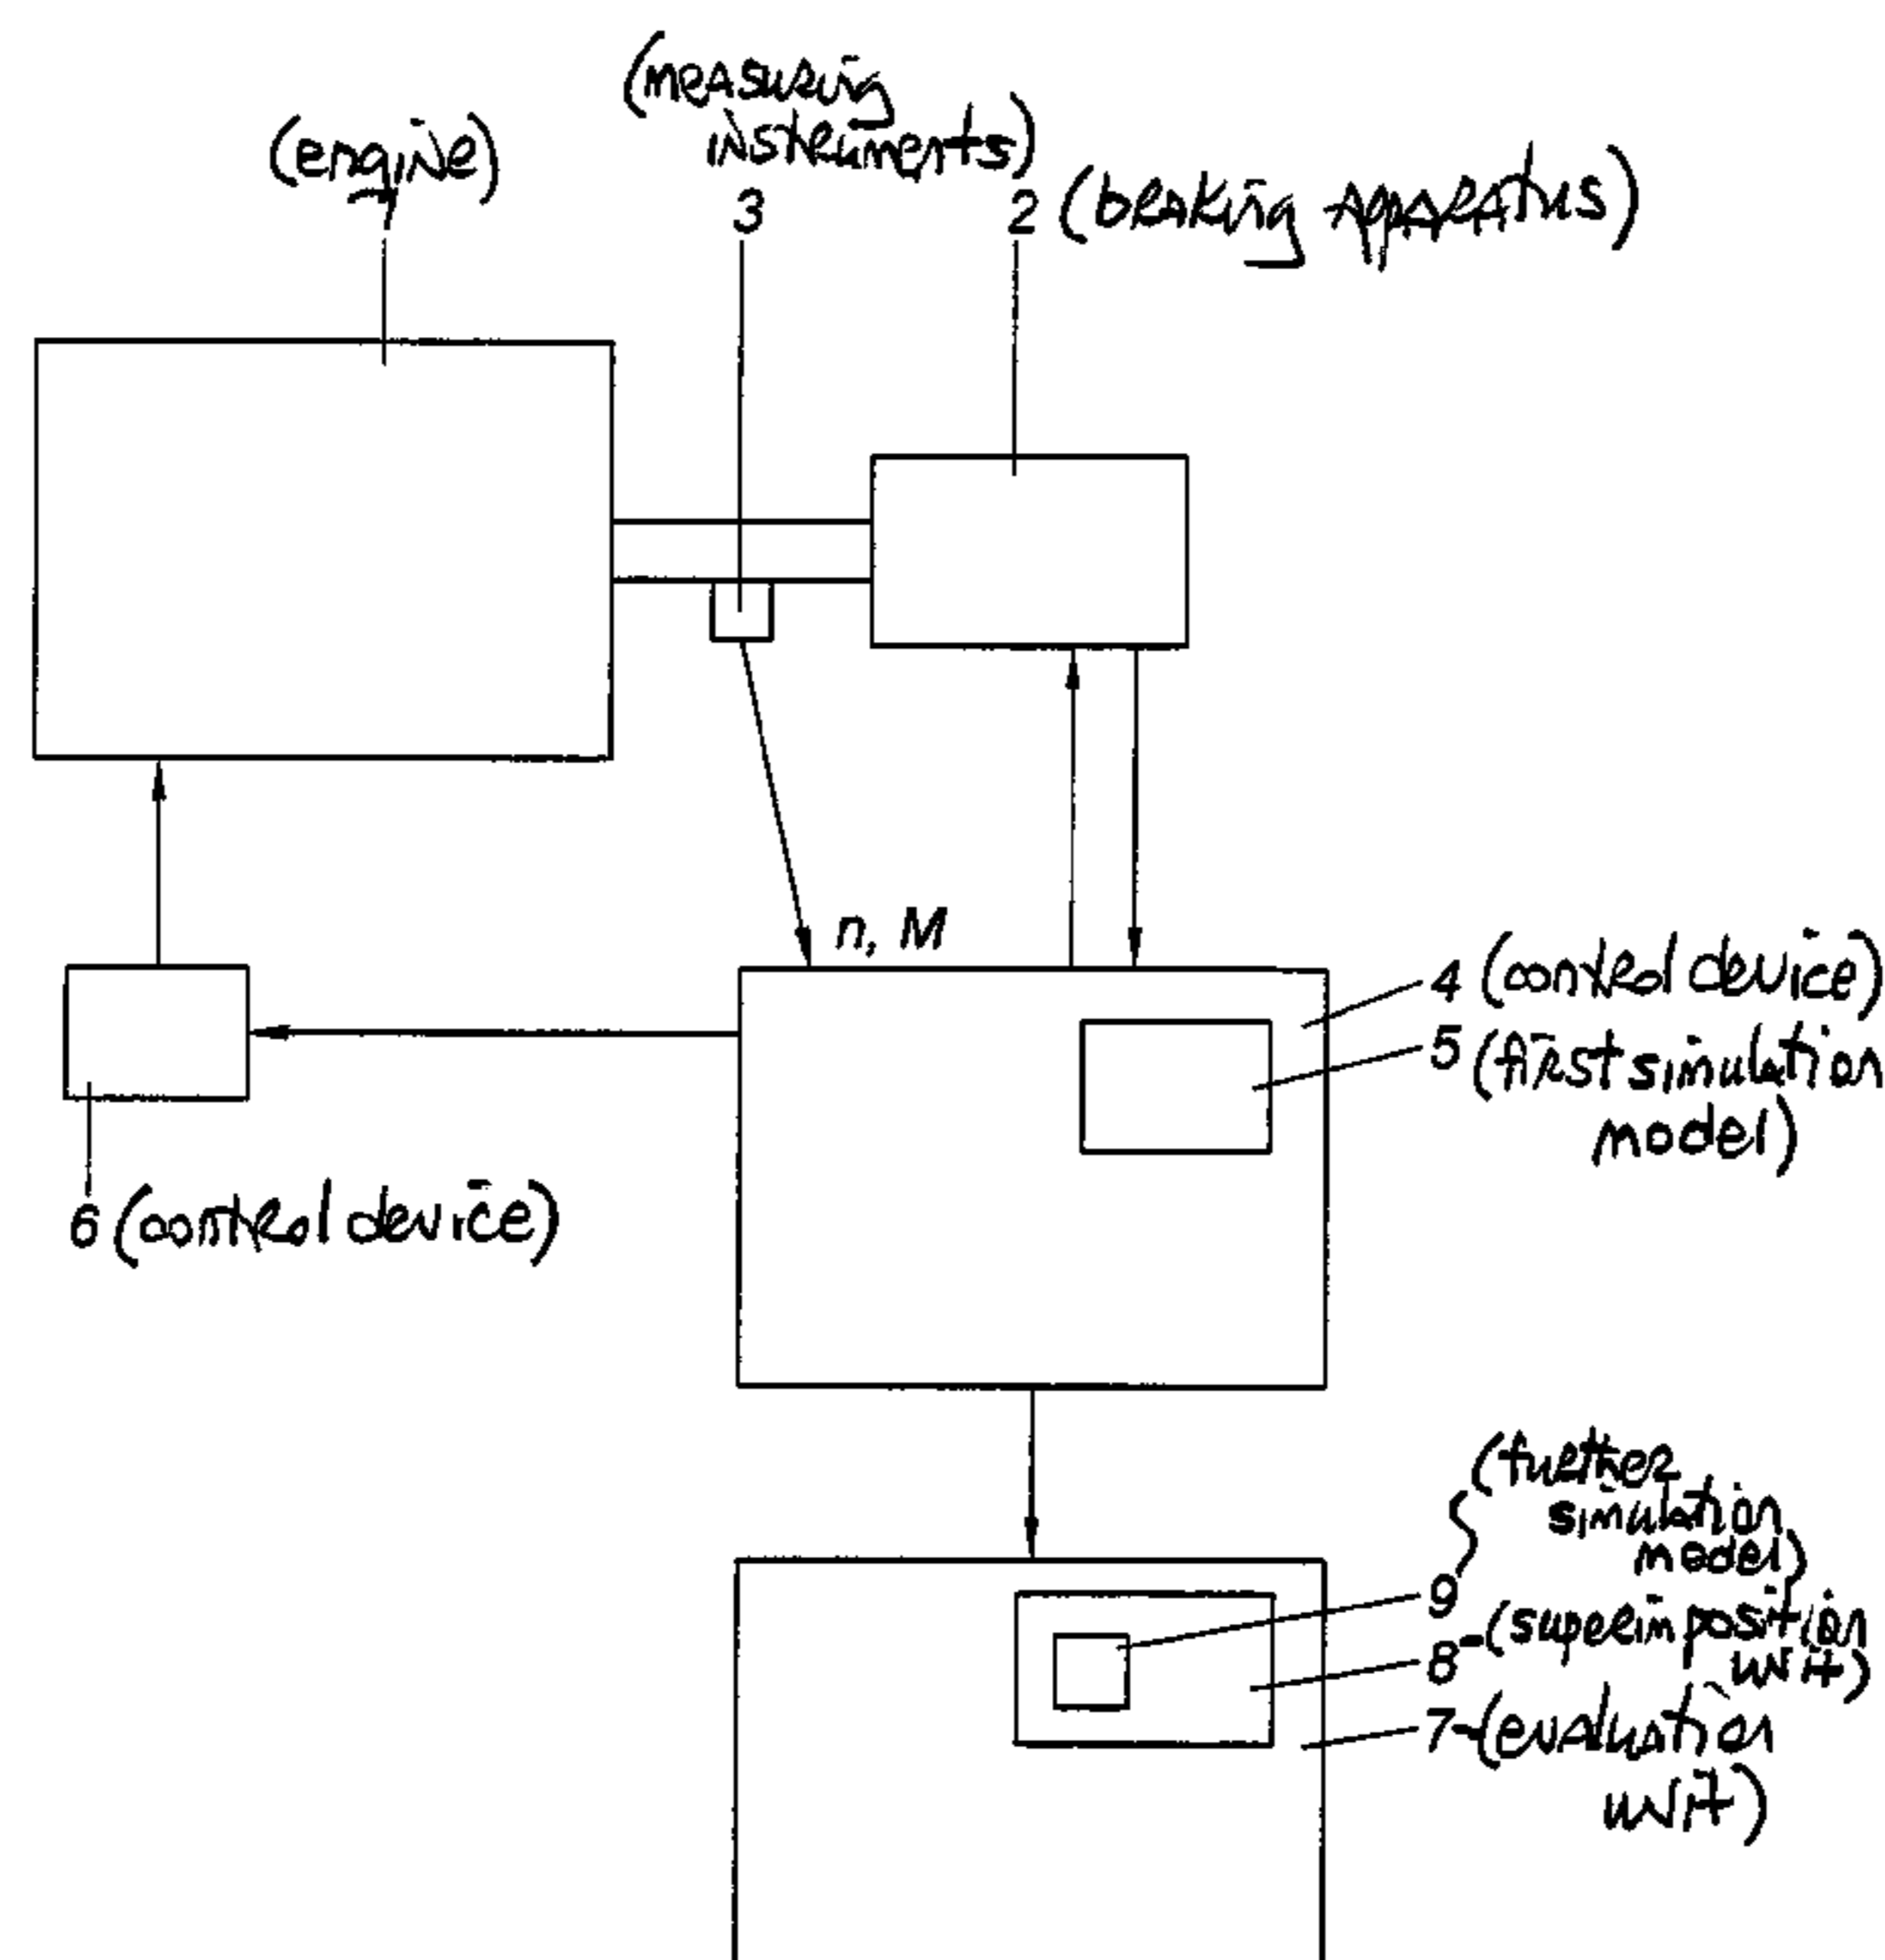 (measuring
instruments)
(engine)
1
3
2 (braking apparatus)
n, M
4 (control device)
5 (first simulation
model)
6 (control device)
(further
simulation
model)
9
8-(superimposition
unit)
7-(evaluation
unit)